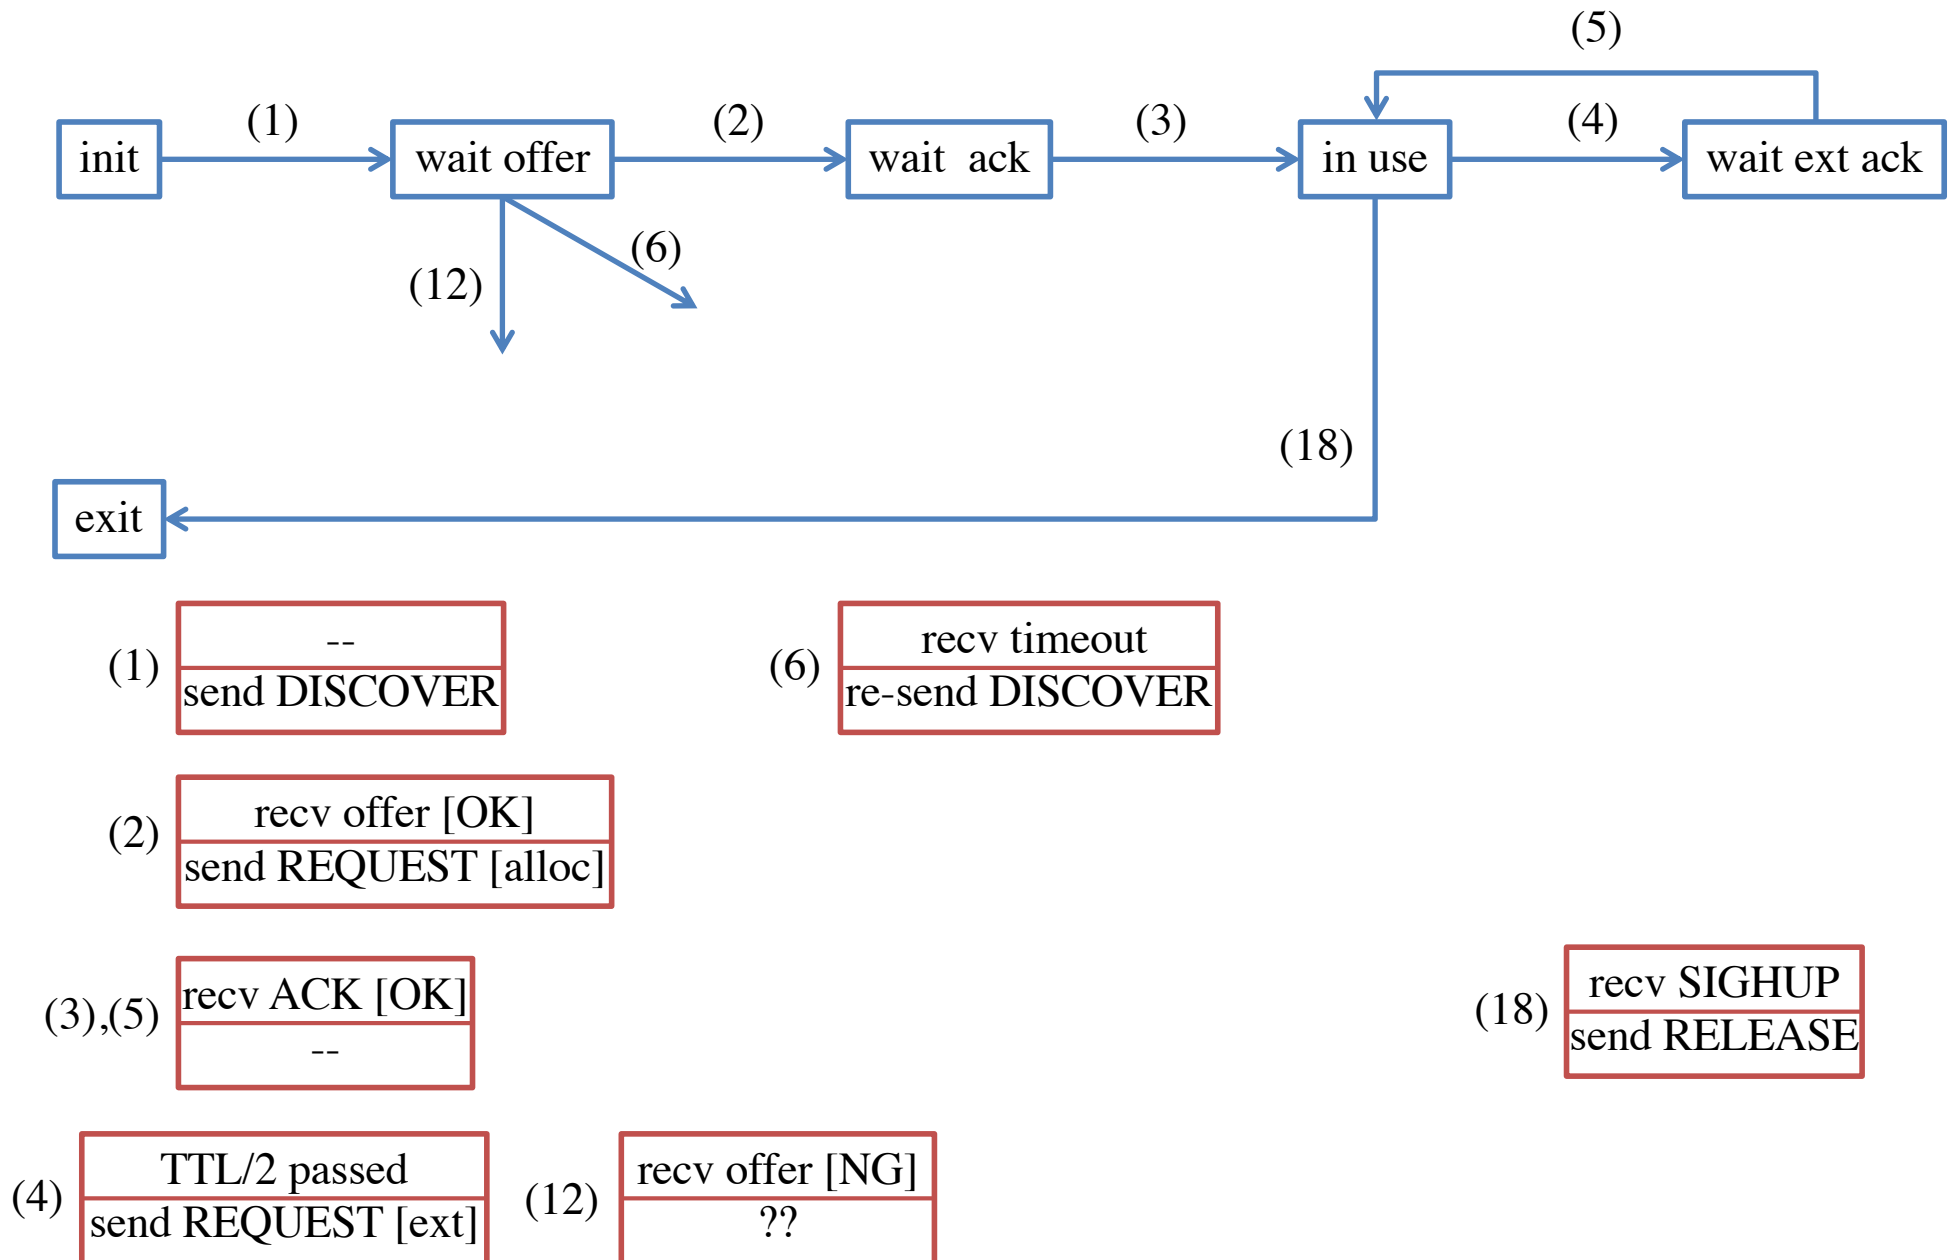 (5)
(1)
(2)
(3)
(4)
init
wait offer
wait  ack
in use
wait ext ack
(6)
(12)
(18)
exit
(1)
--
send DISCOVER
(6)
recv timeout
re-send DISCOVER
(2)
recv offer [OK]
send REQUEST [alloc]
(3),(5)
recv ACK [OK]
--
(18)
recv SIGHUP
send RELEASE
(4)
TTL/2 passed
send REQUEST [ext]
(12)
recv offer [NG]
??